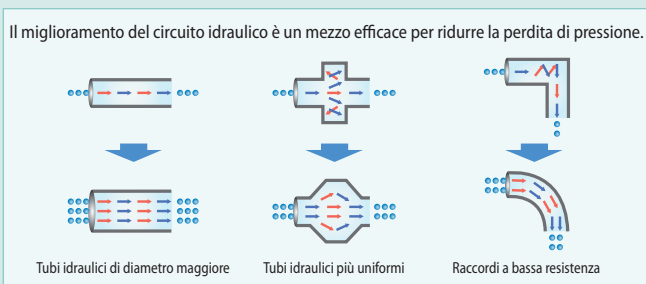 Il miglioramento del circuito idraulico è un mezzo efficace per ridurre la perdita di pressione.
Tubi idraulici di diametro maggiore
Tubi idraulici più uniformi
Raccordi a bassa resistenza